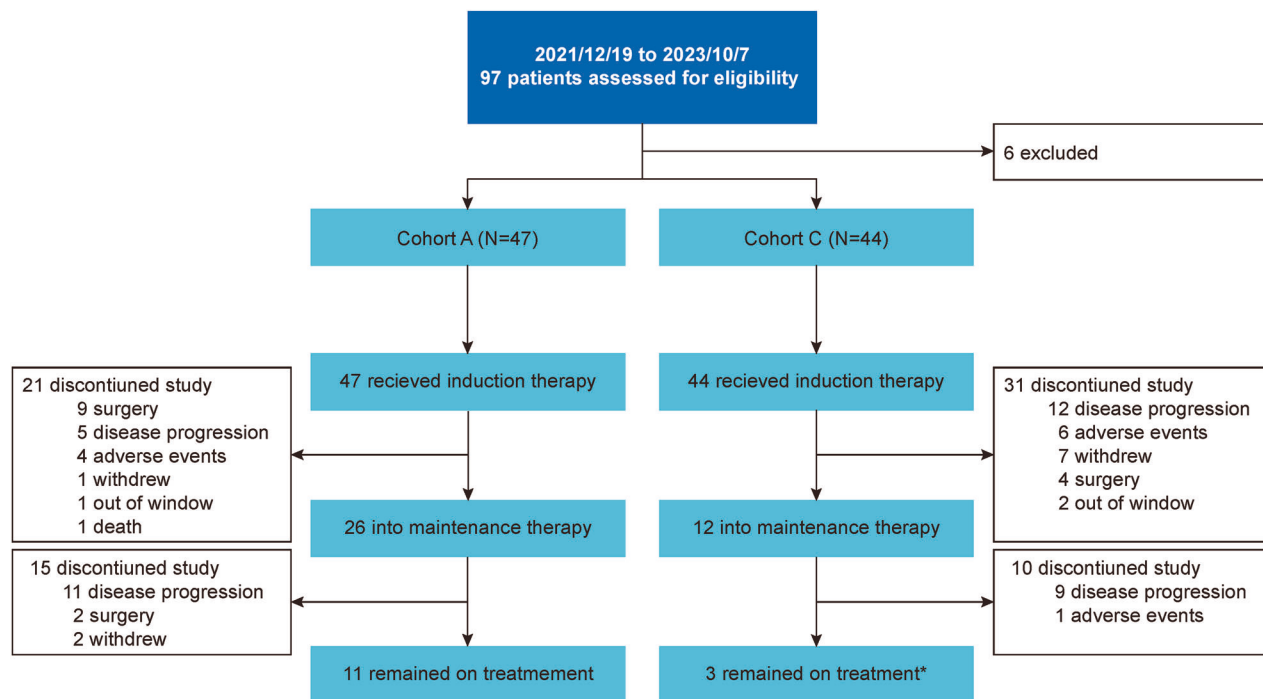 2021/12/19 to 2023/10/7
97 patients assessed for eligibility
6 excluded
Cohort A (N=47)
Cohort C (N=44)
47 recieved induction therapy
44 recieved induction therapy
21 discontiuned study
9 surgery
5 disease progression
4 adverse events
1 withdrew
1 out of window
1 death
31 discontiuned study
12 disease progression
6 adverse events
7 withdrew
4 surgery
2 out of window
26 into maintenance therapy
12 into maintenance therapy
15 discontiuned study
11 disease progression
2 surgery
2 withdrew
10 discontiuned study
9 disease progression
1 adverse events
11 remained on treatmement
3 remained on treatment*